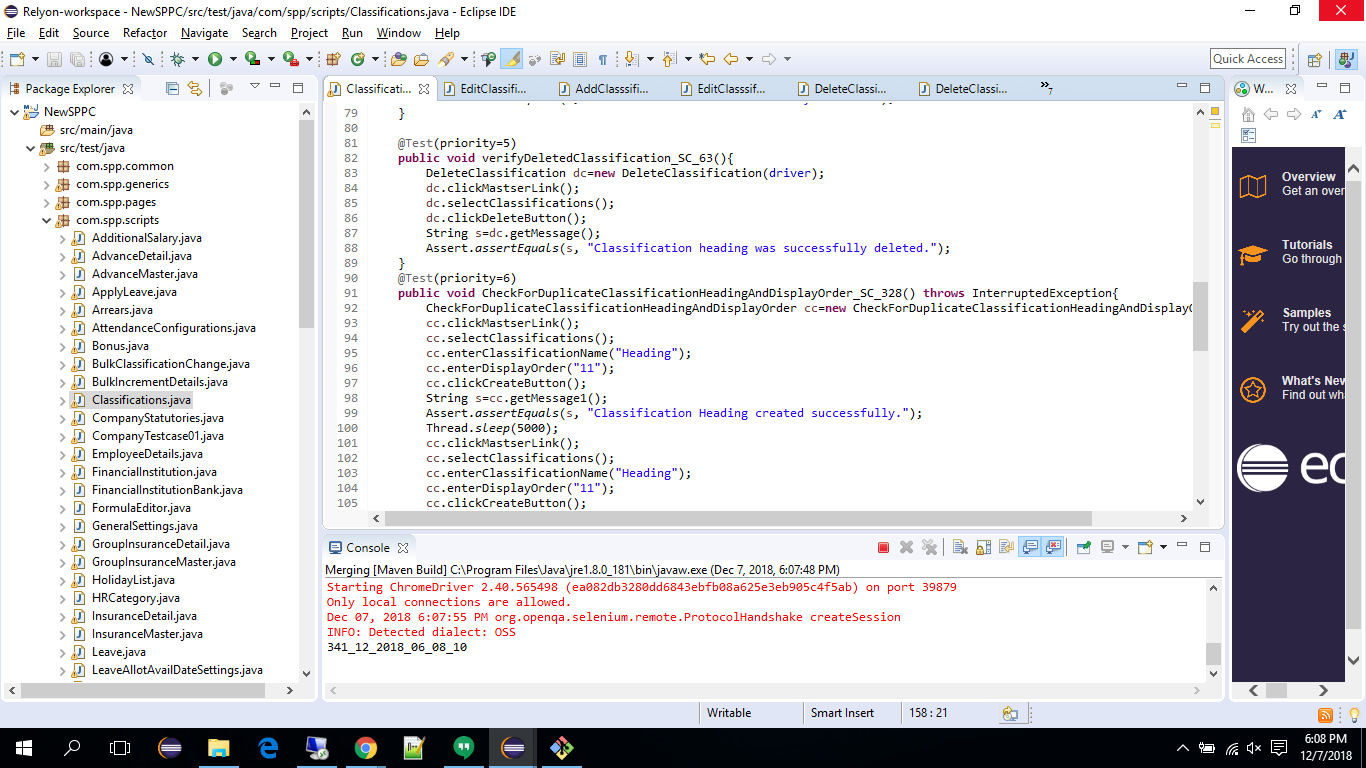 Relyon-workspace - NewSPPC/src/test/java/com/spp/scripts/Classifications.java - Eclipse IDE
File Edit Source Refactor Navigate Search Project Run Window Help
Quick Access
Package Explorer
NewSPPC
src/main/java
src/test/java
com.spp.common
com.spp.generics
com.spp.pages
com.spp.scripts
AdditionalSalary.java
AdvanceDetail.java
AdvanceMaster.java
ApplyLeave.java
Arrears.java
AttendanceConfigurations.java
Bonus.java
BulkClassificationChange.java
BulkIncrementDetails.java
Classifications.java
CompanyStatutories.java
CompanyTestcase01.java
EmployeeDetails.java
FinancialInstitution.java
FinancialInstitutionBank.java
FormulaEditor.java
GeneralSettings.java
GroupInsuranceDetail.java
GroupInsuranceMaster.java
HolidayList.java
HRCategory.java
InsuranceDetail.java
InsuranceMaster.java
Leave.java
LeaveAllotAvailDateSettings.java
Classificati... EditClassifi... AddClasssifi... EditClasssif... DeleteClassi... DeleteClassi... »7
79 }
80
81 @Test(priority=5)
82 public void verifyDeletedClassification_SC_63(){
83 DeleteClassification dc=new DeleteClassification(driver);
84 dc.clickMastserLink();
85 dc.selectClassifications();
86 dc.clickDeleteButton();
87 String s=dc.getMessage();
88 Assert.assertEquals(s, "Classification heading was successfully deleted.");
89 }
90 @Test(priority=6)
91 public void CheckForDuplicateClassificationHeadingAndDisplayOrder_SC_328() throws InterruptedException{
92 CheckForDuplicateClassificationHeadingAndDisplayOrder cc=new CheckForDuplicateClassificationHeadingAndDisplayO
93 cc.clickMastserLink();
94 cc.selectClassifications();
95 cc.enterClassificationName("Heading");
96 cc.enterDisplayOrder("11");
97 cc.clickCreateButton();
98 String s=cc.getMessage1();
99 Assert.assertEquals(s, "Classification Heading created successfully.");
100 Thread.sleep(5000);
101 cc.clickMastserLink();
102 cc.selectClassifications();
103 cc.enterClassificationName("Heading");
104 cc.enterDisplayOrder("11");
105 cc.clickCreateButton();
Console
Merging [Maven Build] C:\Program Files\Java\jre1.8.0_181\bin\javaw.exe (Dec 7, 2018, 6:07:48 PM)
Starting ChromeDriver 2.40.565498 (ea082db3280dd6843ebfb08a625e3eb905c4f5ab) on port 39879
Only local connections are allowed.
Dec 07, 2018 6:07:55 PM org.openqa.selenium.remote.ProtocolHandshake createSession
INFO: Detected dialect: OSS
341_12_2018_06_08_10
W...
Overview
Get an over
Tutorials
Go through
Samples
Try out the s
What's New
Find out wha
ec
Writable Smart Insert 158 : 21
6:08 PM
12/7/2018